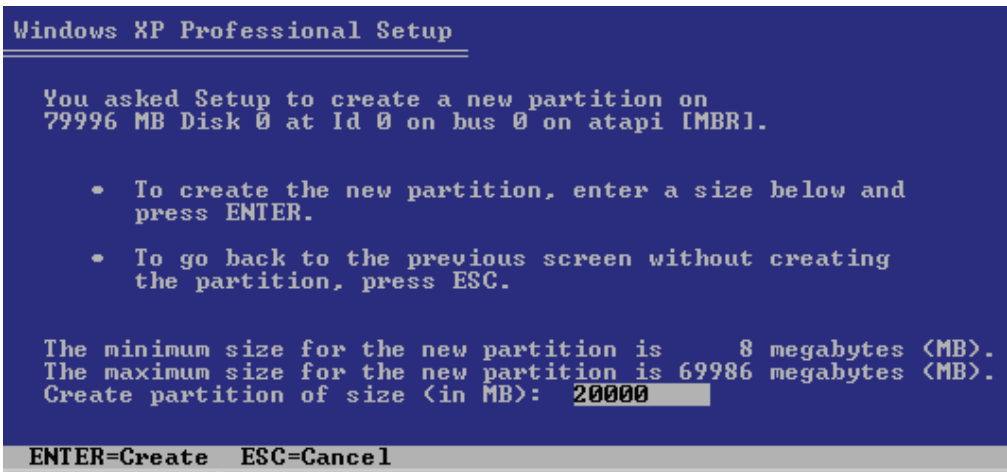 Windows XP Professional Setup
You asked Setup to create a new partition on
79996 MB Disk 0 at Id 0 on bus 0 on atapi [MBR].
• To create the new partition, enter a size below and
press ENTER.
• To go back to the previous screen without creating
the partition, press ESC.
The minimum size for the new partition is 8 megabytes (MB).
The maximum size for the new partition is 69986 megabytes (MB).
Create partition of size (in MB): 20000
ENTER=Create ESC=Cancel